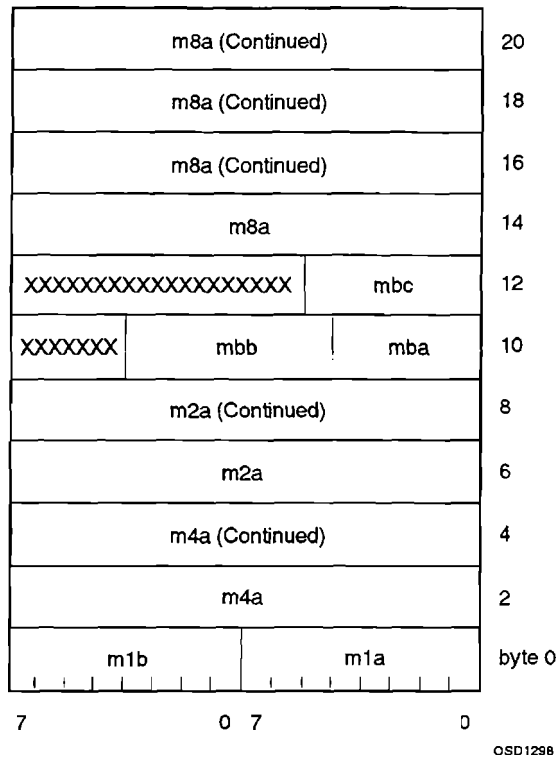 m8a (Continued) 20
m8a (Continued) 18
m8a (Continued) 16
m8a 14
XXXXXXXXXXXXXXXXXXX mbc 12
XXXXXXX mbb mba 10
m2a (Continued) 8
m2a 6
m4a (Continued) 4
m4a 2
m1b m1a byte 0
7 0 7 0
OSD1298